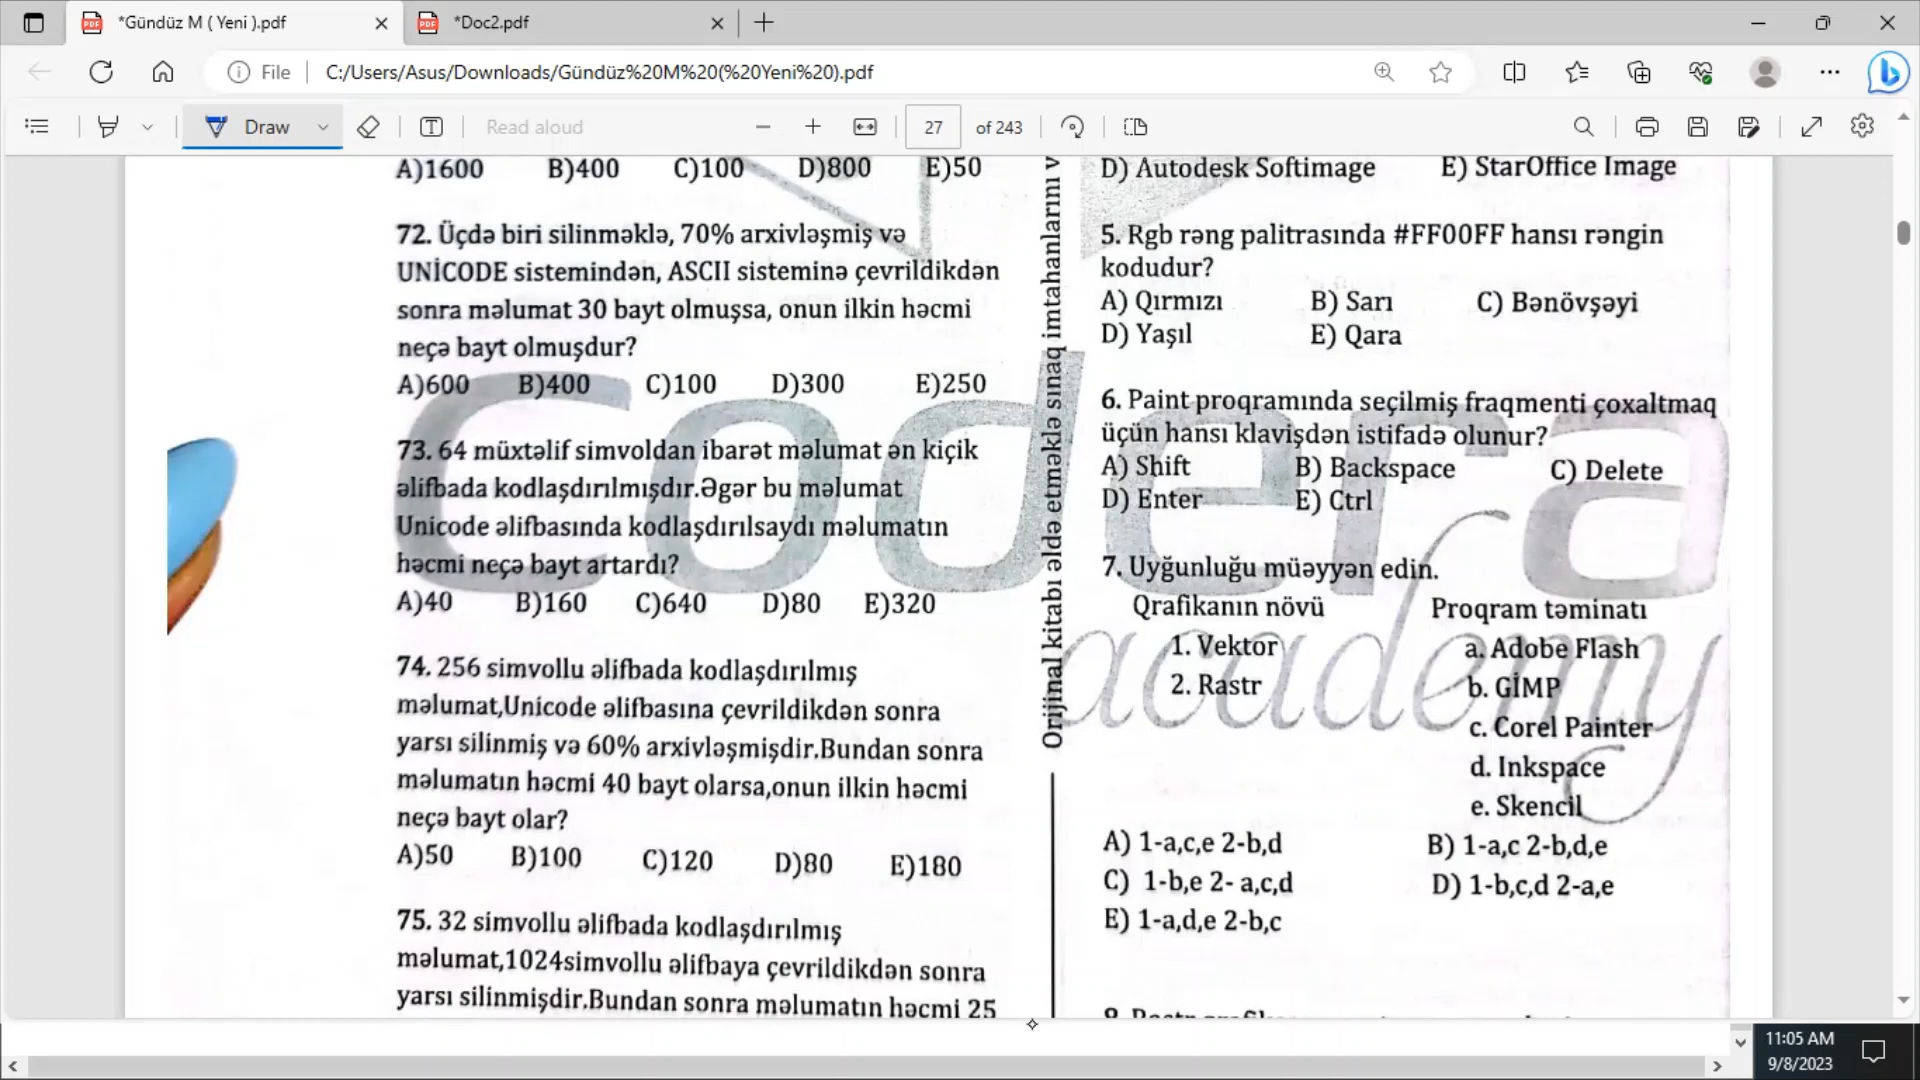 *Gündüz M ( Yeni ).pdf
*Doc2.pdf
File
C:/Users/Asus/Downloads/Gündüz%20M%20(%20Yeni%20).pdf
Draw
Read aloud
27
of 243
A)1600 B)400 C)100 D)800 E)50
72. Üçdə biri silinməklə, 70% arxivləşmiş və
UNİCODE sistemindən, ASCII sisteminə çevrildikdən
sonra məlumat 30 bayt olmuşsa, onun ilkin həcmi
neçə bayt olmuşdur?
A)600 B)400 C)100 D)300 E)250
73. 64 müxtəlif simvoldan ibarət məlumat ən kiçik
əlifbada kodlaşdırılmışdır.Əgər bu məlumat
Unicode əlifbasında kodlaşdırılsaydı məlumatın
həcmi neçə bayt artardı?
A)40 B)160 C)640 D)80 E)320
74. 256 simvollu əlifbada kodlaşdırılmış
məlumat,Unicode əlifbasına çevrildikdən sonra
yarsı silinmiş və 60% arxivləşmişdir.Bundan sonra
məlumatın həcmi 40 bayt olarsa,onun ilkin həcmi
neçə bayt olar?
A)50 B)100 C)120 D)80 E)180
75. 32 simvollu əlifbada kodlaşdırılmış
məlumat,1024simvollu əlifbaya çevrildikdən sonra
yarsı silinmişdir.Bundan sonra məlumatın həcmi 25
Orijinal kitabı əldə etməklə sınaq imtahanlarını
D) Autodesk Softimage E) StarOffice Image
5. Rgb rəng palitrasında #FF00FF hansı rəngin
kodudur?
A) Qırmızı B) Sarı C) Bənövşəyi
D) Yaşıl E) Qara
6. Paint proqramında seçilmiş fraqmenti çoxaltmaq
üçün hansı klavişdən istifadə olunur?
A) Shift B) Backspace C) Delete
D) Enter E) Ctrl
7. Uyğunluğu müəyyən edin.
Qrafikanın növü Proqram təminatı
1. Vektor a. Adobe Flash
2. Rastr b. GİMP
c. Corel Painter
d. Inkspace
e. Skencil
A) 1-a,c,e 2-b,d B) 1-a,c 2-b,d,e
C) 1-b,e 2- a,c,d D) 1-b,c,d 2-a,e
E) 1-a,d,e 2-b,c
Codera
academy
11:05 AM
9/8/2023